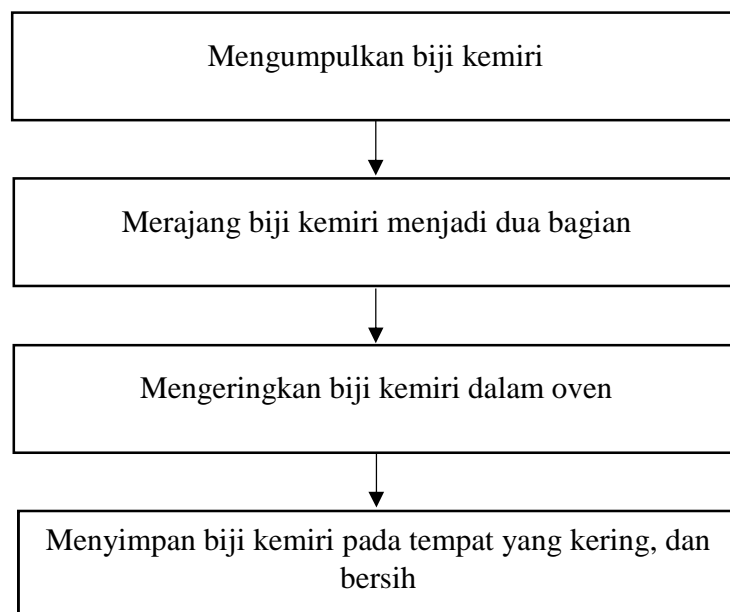 Mengumpulkan biji kemiri
Merajang biji kemiri menjadi dua bagian
Mengeringkan biji kemiri dalam oven
Menyimpan biji kemiri pada tempat yang kering, dan
bersih